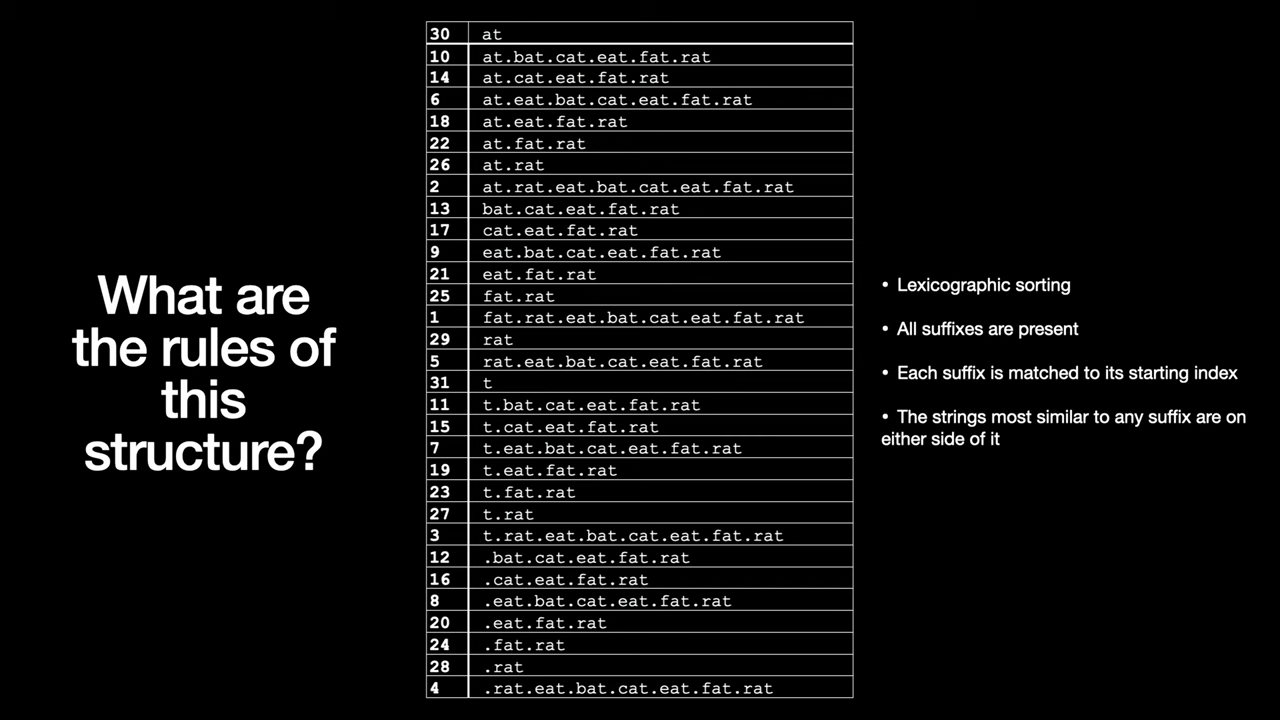 What are
the rules of
this
structure?
30 at
10 at.bat.cat.eat.fat.rat
14 at.cat.eat.fat.rat
6 at.eat.bat.cat.eat.fat.rat
18 at.eat.fat.rat
22 at.fat.rat
26 at.rat
2 at.rat.eat.bat.cat.eat.fat.rat
13 bat.cat.eat.fat.rat
17 cat.eat.fat.rat
9 eat.bat.cat.eat.fat.rat
21 eat.fat.rat
25 fat.rat
1 fat.rat.eat.bat.cat.eat.fat.rat
29 rat
5 rat.eat.bat.cat.eat.fat.rat
31 t
11 t.bat.cat.eat.fat.rat
15 t.cat.eat.fat.rat
7 t.eat.bat.cat.eat.fat.rat
19 t.eat.fat.rat
23 t.fat.rat
27 t.rat
3 t.rat.eat.bat.cat.eat.fat.rat
12 .bat.cat.eat.fat.rat
16 .cat.eat.fat.rat
8 .eat.bat.cat.eat.fat.rat
20 .eat.fat.rat
24 .fat.rat
28 .rat
4 .rat.eat.bat.cat.eat.fat.rat
• Lexicographic sorting
• All suffixes are present
• Each suffix is matched to its starting index
• The strings most similar to any suffix are on
either side of it